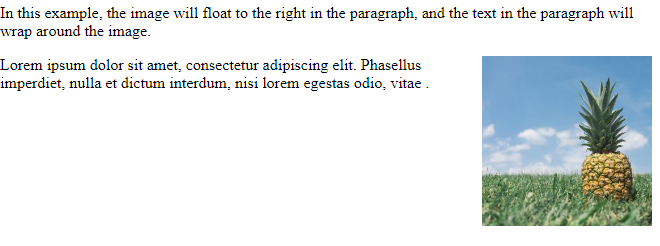 In this example, the image will float to the right in the paragraph, and the text in the paragraph will
wrap around the image.
Lorem ipsum dolor sit amet, consectetur adipiscing elit. Phasellus
imperdiet, nulla et dictum interdum, nisi lorem egestas odio, vitae .